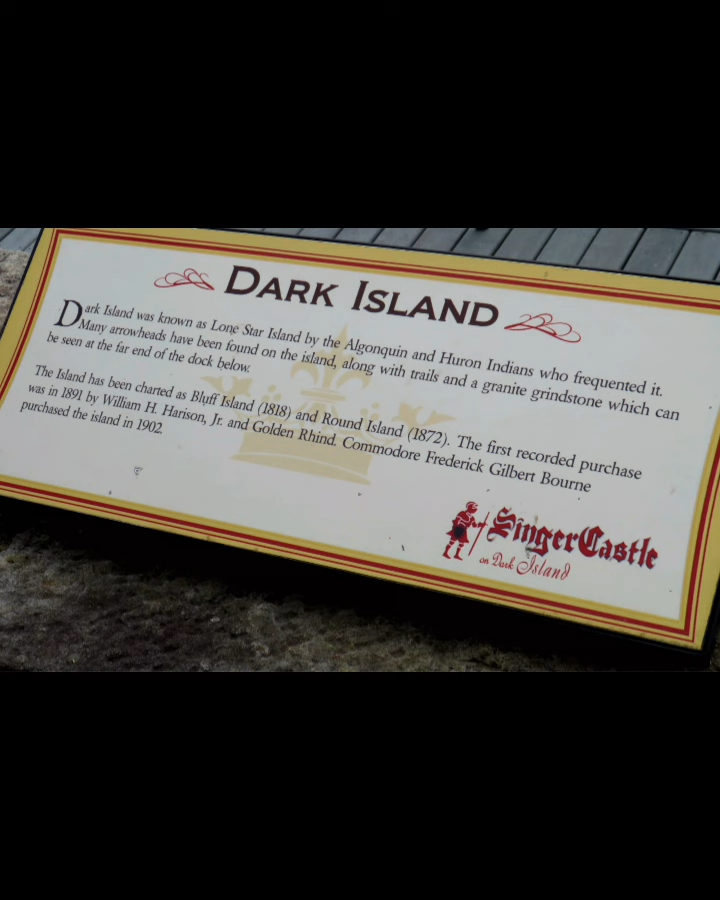 DARK ISLAND
Dark Island was known as Lone Star Island by the Algonquin and Huron Indians who frequented it.
Many arrowheads have been found on the island, along with trails and a granite grindstone which can
be seen at the far end of the dock below.
The Island has been charted as Bluff Island (1818) and Round Island (1872). The first recorded purchase
was in 1891 by William H. Harison, Jr. and Golden Rhind. Commodore Frederick Gilbert Bourne
purchased the island in 1902.
Singer Castle
on Dark Island